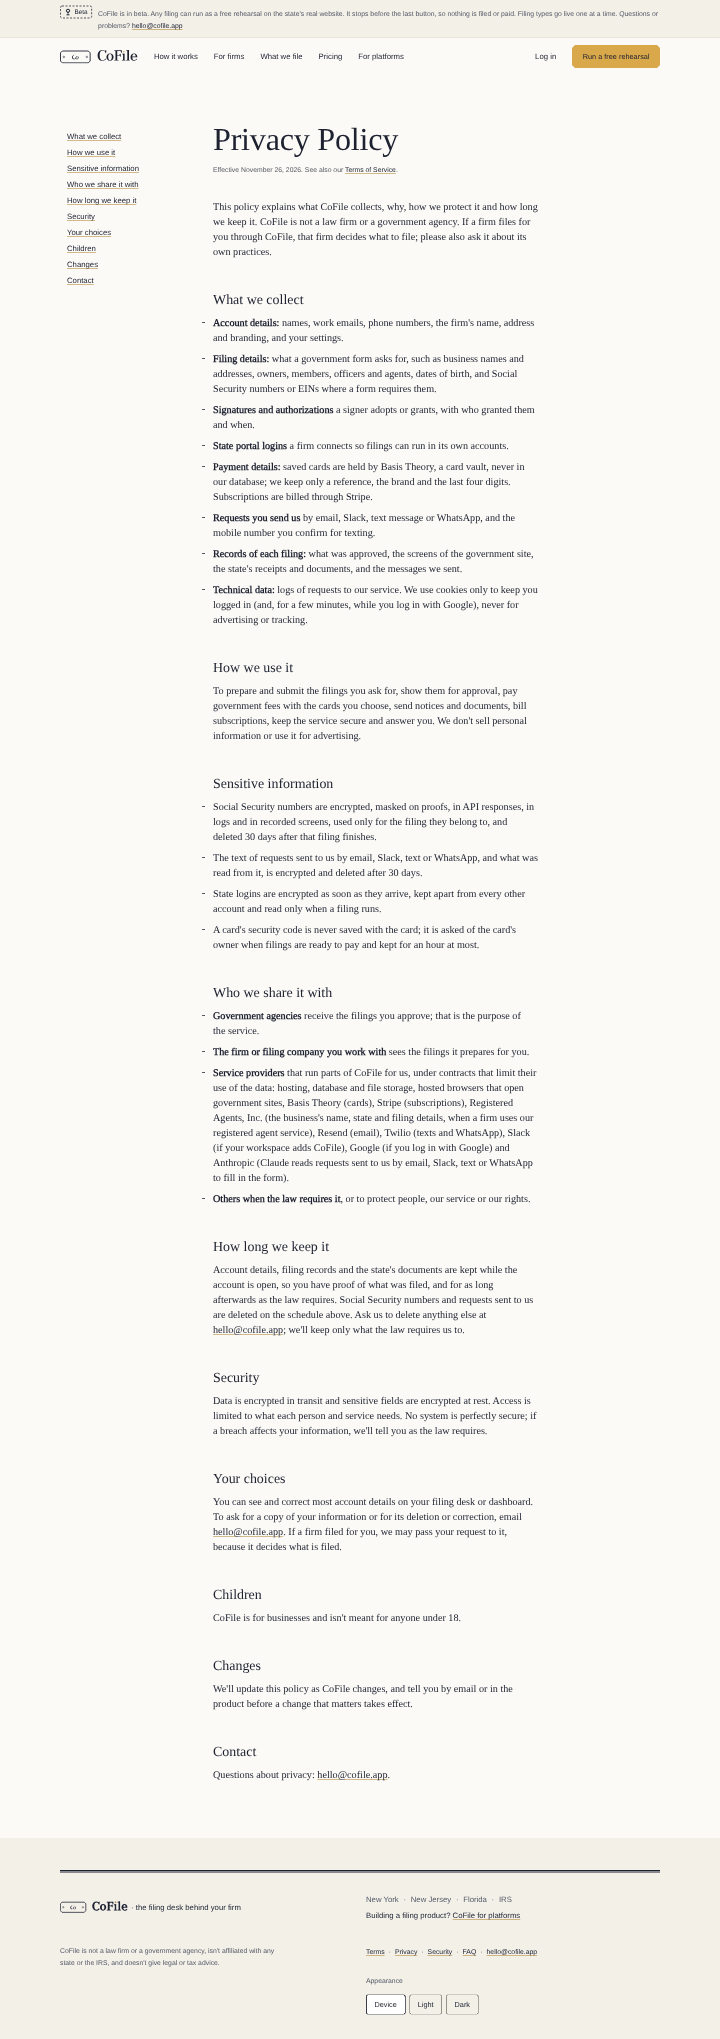 Beta
CoFile is in beta. Any filing can run as a free rehearsal on the state's real website. It stops before the last button, so nothing is filed or paid. Filing types go live one at a time. Questions or
problems? hello@cofile.app
Co CoFile How it works For firms What we file Pricing For platforms Log in Run a free rehearsal
What we collect
How we use it
Sensitive information
Who we share it with
How long we keep it
Security
Your choices
Children
Changes
Contact
Privacy Policy
Effective November 26, 2026. See also our Terms of Service.
This policy explains what CoFile collects, why, how we protect it and how long
we keep it. CoFile is not a law firm or a government agency. If a firm files for
you through CoFile, that firm decides what to file; please also ask it about its
own practices.
What we collect
- Account details: names, work emails, phone numbers, the firm's name, address
and branding, and your settings.
- Filing details: what a government form asks for, such as business names and
addresses, owners, members, officers and agents, dates of birth, and Social
Security numbers or EINs where a form requires them.
- Signatures and authorizations a signer adopts or grants, with who granted them
and when.
- State portal logins a firm connects so filings can run in its own accounts.
- Payment details: saved cards are held by Basis Theory, a card vault, never in
our database; we keep only a reference, the brand and the last four digits.
Subscriptions are billed through Stripe.
- Requests you send us by email, Slack, text message or WhatsApp, and the
mobile number you confirm for texting.
- Records of each filing: what was approved, the screens of the government site,
the state's receipts and documents, and the messages we sent.
- Technical data: logs of requests to our service. We use cookies only to keep you
logged in (and, for a few minutes, while you log in with Google), never for
advertising or tracking.
How we use it
To prepare and submit the filings you ask for, show them for approval, pay
government fees with the cards you choose, send notices and documents, bill
subscriptions, keep the service secure and answer you. We don't sell personal
information or use it for advertising.
Sensitive information
- Social Security numbers are encrypted, masked on proofs, in API responses, in
logs and in recorded screens, used only for the filing they belong to, and
deleted 30 days after that filing finishes.
- The text of requests sent to us by email, Slack, text or WhatsApp, and what was
read from it, is encrypted and deleted after 30 days.
- State logins are encrypted as soon as they arrive, kept apart from every other
account and read only when a filing runs.
- A card's security code is never saved with the card; it is asked of the card's
owner when filings are ready to pay and kept for an hour at most.
Who we share it with
- Government agencies receive the filings you approve; that is the purpose of
the service.
- The firm or filing company you work with sees the filings it prepares for you.
- Service providers that run parts of CoFile for us, under contracts that limit their
use of the data: hosting, database and file storage, hosted browsers that open
government sites, Basis Theory (cards), Stripe (subscriptions), Registered
Agents, Inc. (the business's name, state and filing details, when a firm uses our
registered agent service), Resend (email), Twilio (texts and WhatsApp), Slack
(if your workspace adds CoFile), Google (if you log in with Google) and
Anthropic (Claude reads requests sent to us by email, Slack, text or WhatsApp
to fill in the form).
- Others when the law requires it, or to protect people, our service or our rights.
How long we keep it
Account details, filing records and the state's documents are kept while the
account is open, so you have proof of what was filed, and for as long
afterwards as the law requires. Social Security numbers and requests sent to us
are deleted on the schedule above. Ask us to delete anything else at
hello@cofile.app; we'll keep only what the law requires us to.
Security
Data is encrypted in transit and sensitive fields are encrypted at rest. Access is
limited to what each person and service needs. No system is perfectly secure; if
a breach affects your information, we'll tell you as the law requires.
Your choices
You can see and correct most account details on your filing desk or dashboard.
To ask for a copy of your information or for its deletion or correction, email
hello@cofile.app. If a firm filed for you, we may pass your request to it,
because it decides what is filed.
Children
CoFile is for businesses and isn't meant for anyone under 18.
Changes
We'll update this policy as CoFile changes, and tell you by email or in the
product before a change that matters takes effect.
Contact
Questions about privacy: hello@cofile.app.
Co CoFile · the filing desk behind your firm
CoFile is not a law firm or a government agency, isn't affiliated with any
state or the IRS, and doesn't give legal or tax advice.
New York · New Jersey · Florida · IRS
Building a filing product? CoFile for platforms
Terms · Privacy · Security · FAQ · hello@cofile.app
Appearance
Device Light Dark